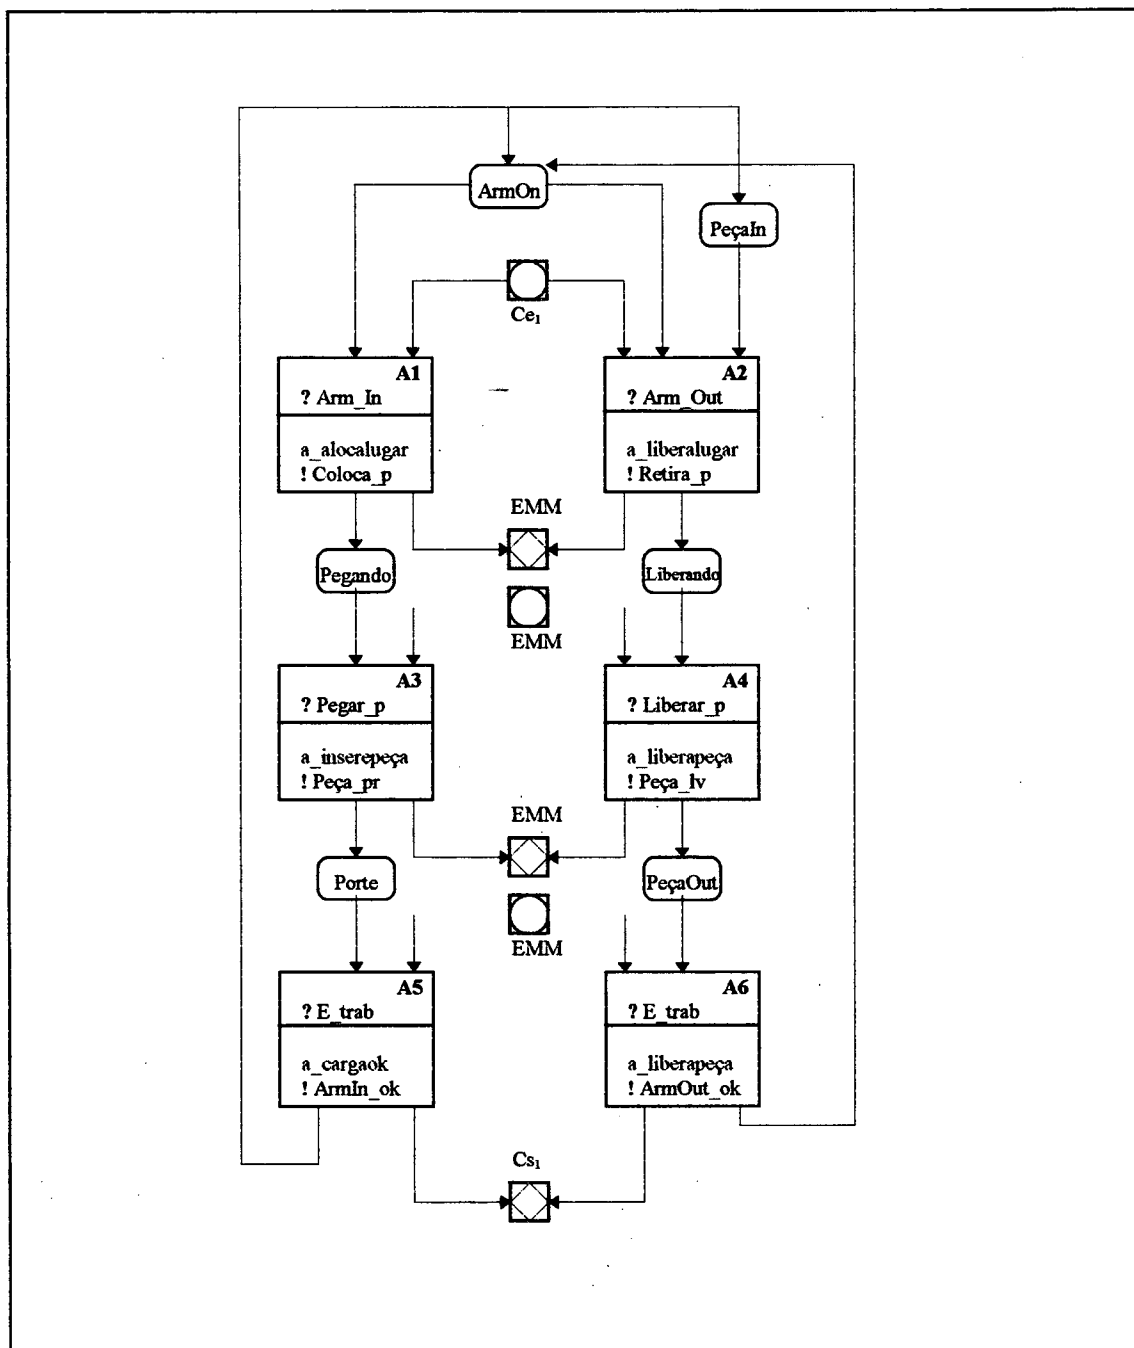 ArmOn
PeçaIn
Ce₁
A1
? Arm_In
a_alocalugar
! Coloca_p
A2
? Arm_Out
a_liberalugar
! Retira_p
EMM
Pegando
Liberando
EMM
A3
? Pegar_p
a_inserepeça
! Peça_pr
A4
? Liberar_p
a_liberapeça
! Peça_lv
EMM
Porte
PeçaOut
EMM
A5
? E_trab
a_cargaok
! ArmIn_ok
A6
? E_trab
a_liberapeça
! ArmOut_ok
Cs₁